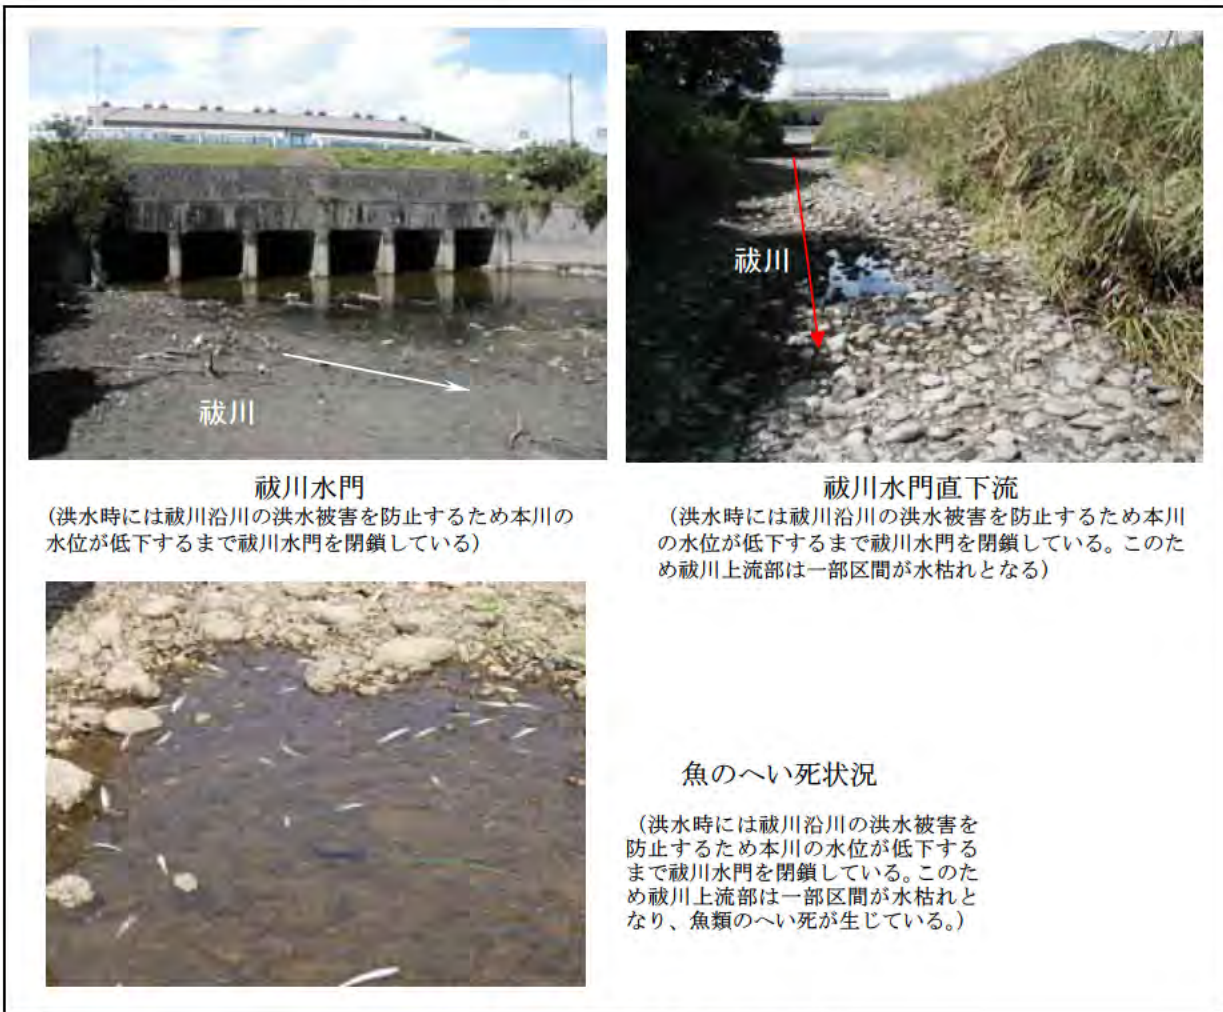 祓川
祓川
祓川水門
(洪水時には祓川沿川の洪水被害を防止するため本川の
水位が低下するまで祓川水門を閉鎖している)
祓川水門直下流
(洪水時には祓川沿川の洪水被害を防止するため本川
の水位が低下するまで祓川水門を閉鎖している。このた
め祓川上流部は一部区間が水枯れとなる)
魚のへい死状況
(洪水時には祓川沿川の洪水被害を
防止するため本川の水位が低下する
まで祓川水門を閉鎖している。このた
め祓川上流部は一部区間が水枯れと
なり、魚類のへい死が生じている。)